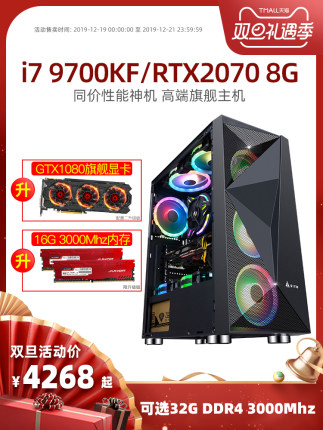 TMALL天猫
双旦礼遇季
活动售卖时间:2019-12-19 00:00:00 至 2019-12-21 23:59:59
i7 9700KF/RTX2070 8G
同价性能神机 高端旗舰主机
升
GTX1080旗舰显卡
升
16G 3000Mhz内存
双旦活动价
¥4268 起
可选32G DDR4 3000Mhz